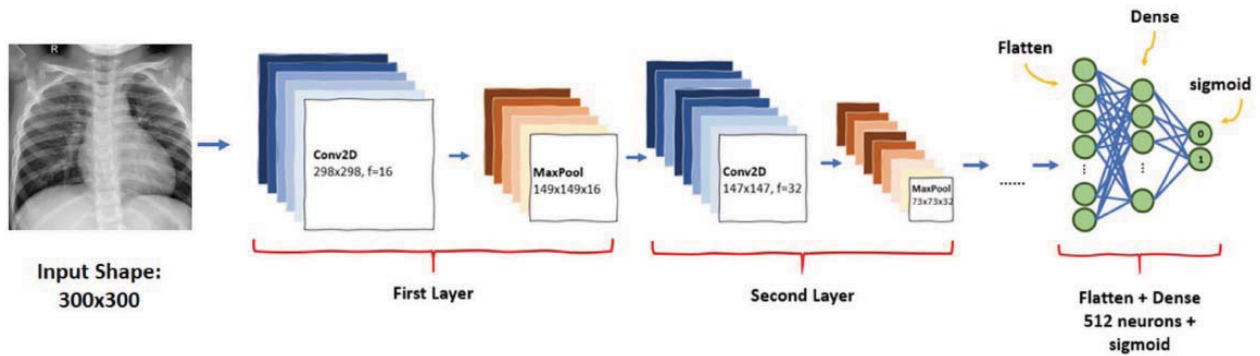 R
Input Shape:
300x300
Conv2D
298x298, f=16
MaxPool
149x149x16
First Layer
Conv2D
147x147, f=32
MaxPool
73x73x32
Second Layer
......
Flatten
Dense
sigmoid
0
1
Flatten + Dense
512 neurons +
sigmoid